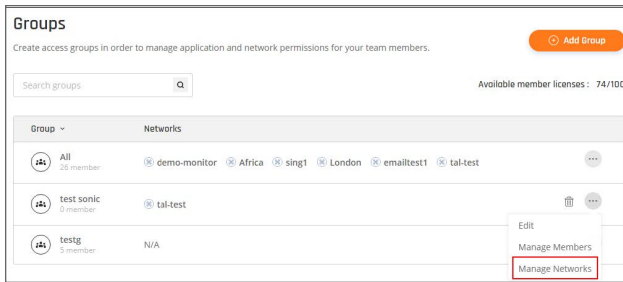 Groups
Create access groups in order to manage application and network permissions for your team members.
Add Group
Search groups
Available member licenses : 74/100
Group
Networks
All
26 member
demo-monitor Africa sing1 London emailtest1 tal-test
test sonic
0 member
tal-test
testg
5 member
N/A
Edit
Manage Members
Manage Networks